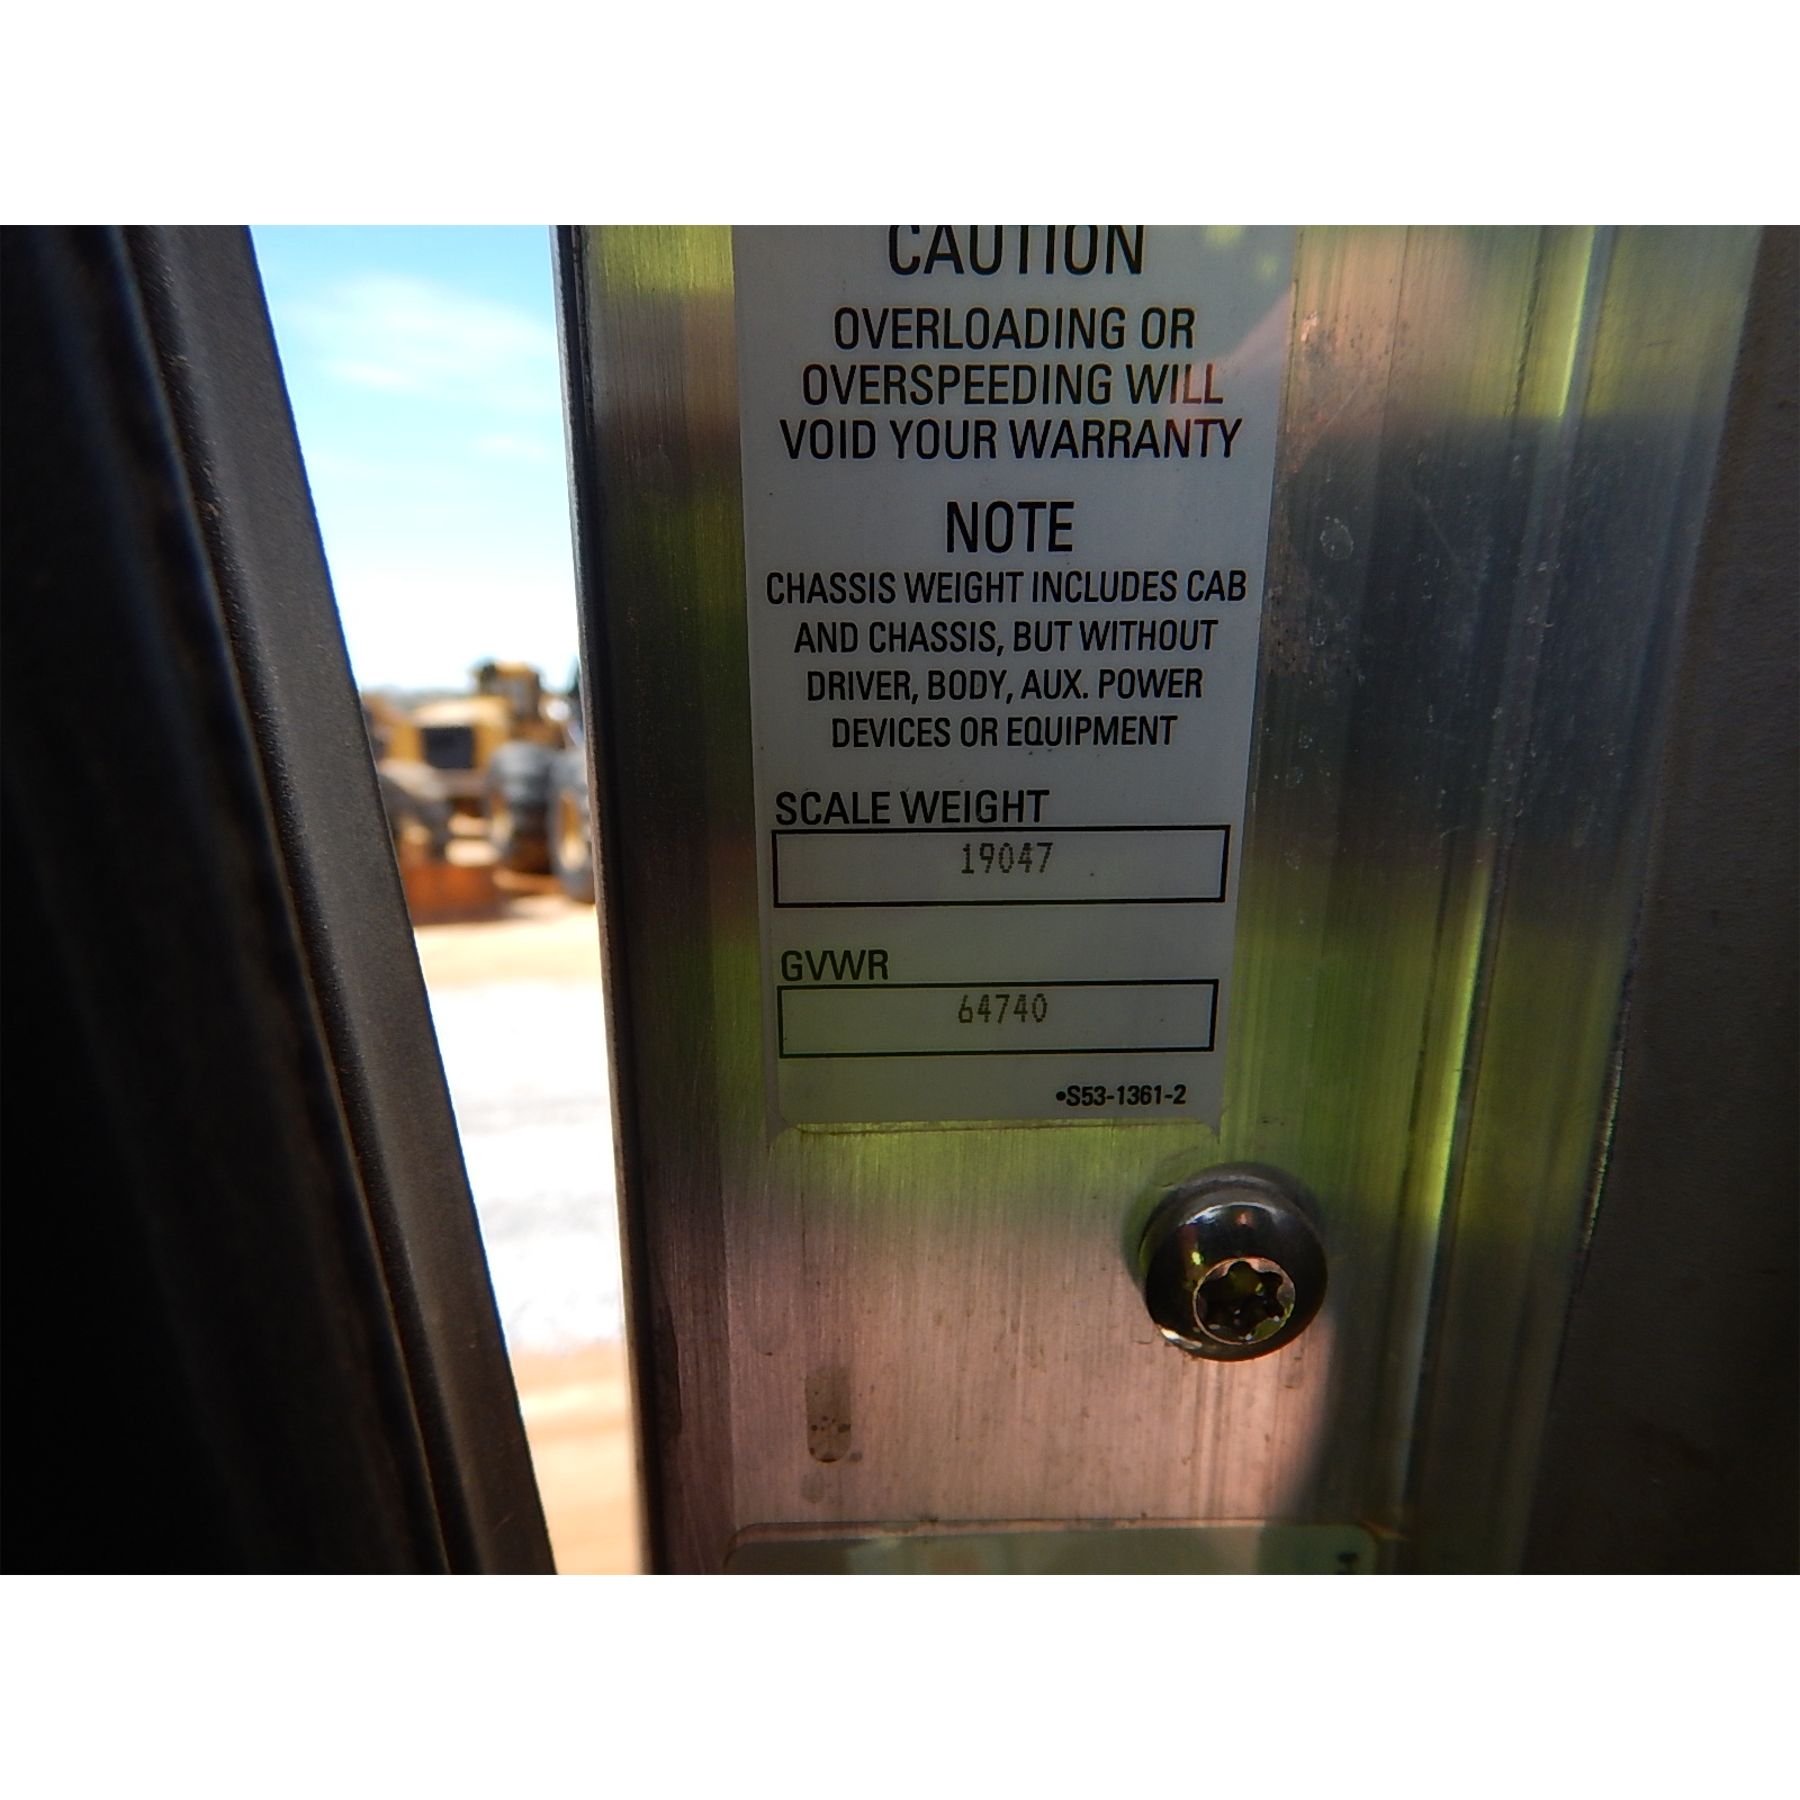 CAUTION
OVERLOADING OR
OVERSPEEDING WILL
VOID YOUR WARRANTY
NOTE
CHASSIS WEIGHT INCLUDES CAB
AND CHASSIS, BUT WITHOUT
DRIVER, BODY, AUX. POWER
DEVICES OR EQUIPMENT
SCALE WEIGHT
19047
GVWR
64740
•S53-1361-2